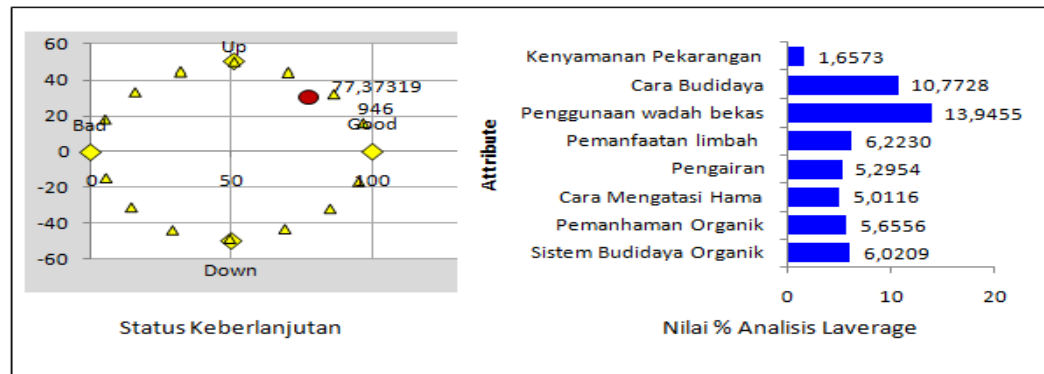 60
40
20
0
-20
-40
-60
Up
77,37319
946
Good
Bad
0
50
100
Down
Status Keberlanjutan
Attribute
Kenyamanan Pekarangan
1,6573
Cara Budidaya
10,7728
Penggunaan wadah bekas
13,9455
Pemanfaatan limbah
6,2230
Pengairan
5,2954
Cara Mengatasi Hama
5,0116
Pemanhaman Organik
5,6556
Sistem Budidaya Organik
6,0209
0
10
20
Nilai % Analisis Laverage